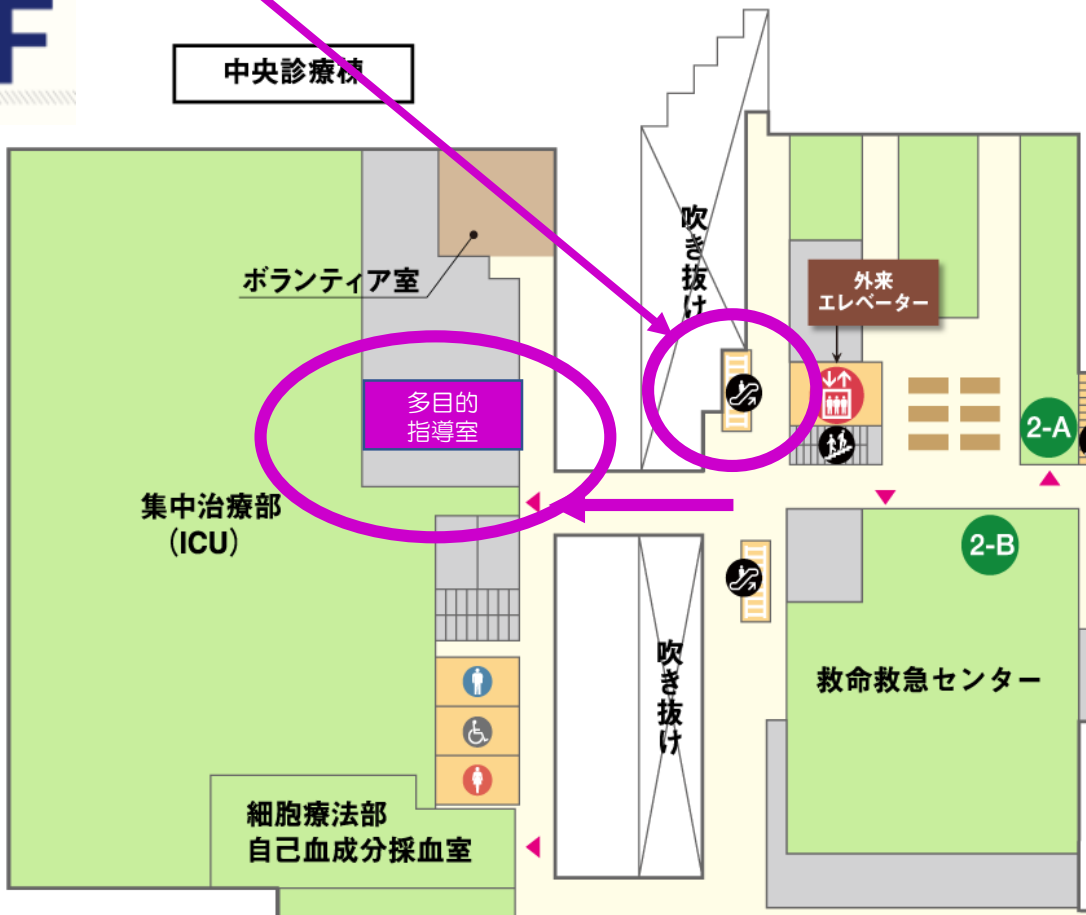 F
中央診療棟
吹き抜け
外来
エレベーター
ボランティア室
多目的
指導室
2-A
集中治療部
（ICU）
2-B
吹き抜け
救命救急センター
細胞療法部
自己血成分採血室